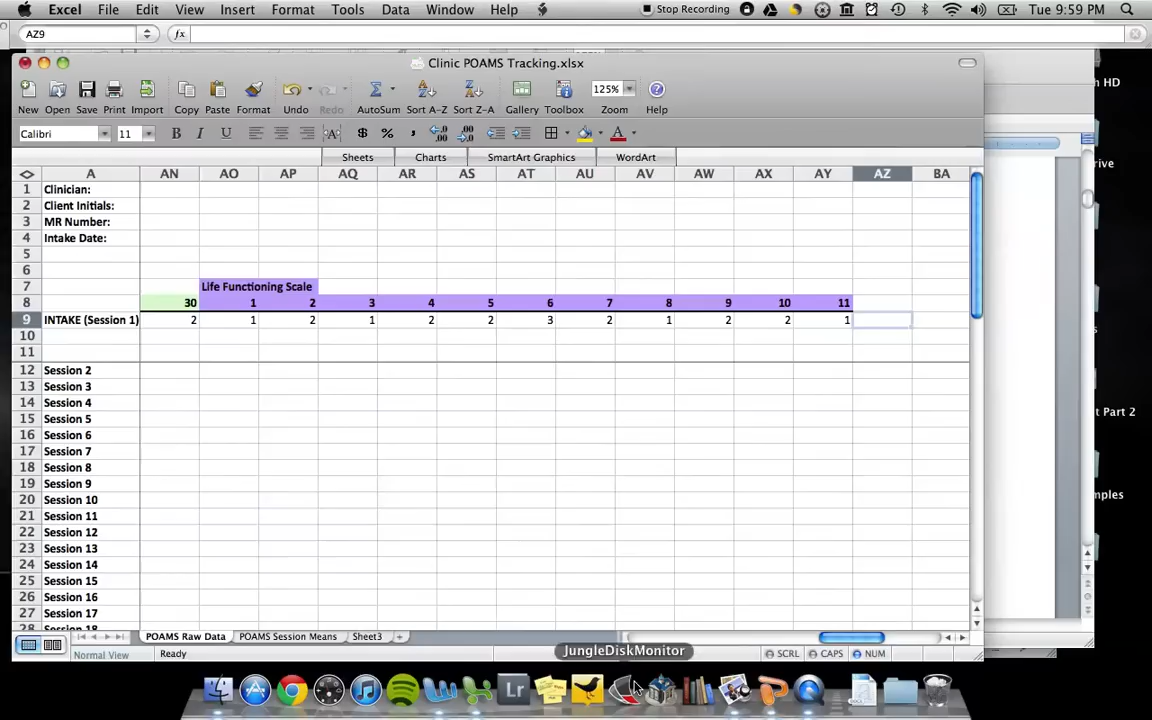 Excel File Edit View Insert Format Tools Data Window Help Stop Recording Tue 9:59 PM
AZ9 fx
Clinic POAMS Tracking.xlsx
125%
New Open Save Print Import Copy Paste Format Undo Redo AutoSum Sort A-Z Sort Z-A Gallery Toolbox Zoom Help
Calibri 11 B I U A $ % ,
Sheets Charts SmartArt Graphics WordArt
A AN AO AP AQ AR AS AT AU AV AW AX AY AZ BA
1 Clinician:
2 Client Initials:
3 MR Number:
4 Intake Date:
5
6
7 Life Functioning Scale
8 30 1 2 3 4 5 6 7 8 9 10 11
9 INTAKE (Session 1) 2 1 2 1 2 2 3 2 1 2 2 1
10
11
12 Session 2
13 Session 3
14 Session 4
15 Session 5
16 Session 6
17 Session 7
18 Session 8
19 Session 9
20 Session 10
21 Session 11
22 Session 12
23 Session 13
24 Session 14
25 Session 15
26 Session 16
27 Session 17
28 Session 18
POAMS Raw Data POAMS Session Means Sheet3 +
Normal View Ready JungleDiskMonitor SCRL CAPS NUM
HD
rive
t Part 2
mples
Lr